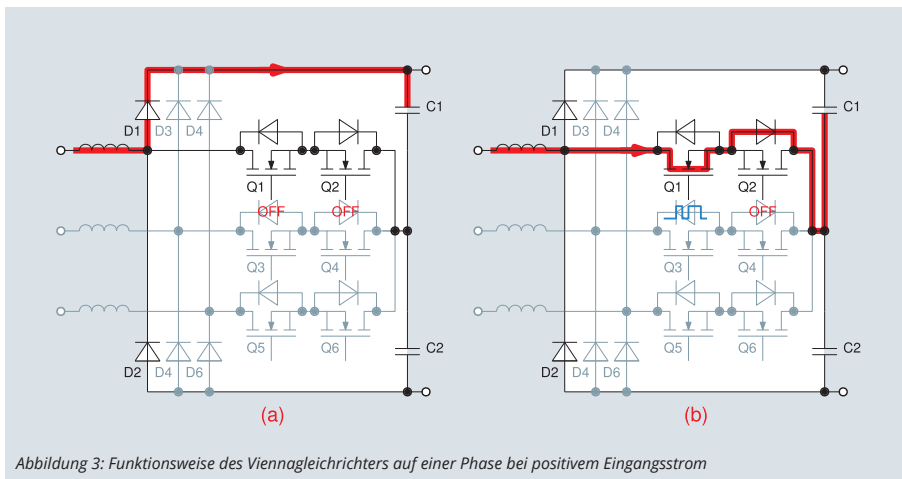 D1 D3 D4
C1
Q1 Q2
OFF OFF
Q3 Q4
Q5 Q6
D2 D4 D6
C2
(a)
D1 D3 D4
C1
Q1 Q2
OFF
Q3 Q4
Q5 Q6
D2 D4 D6
C2
(b)
Abbildung 3: Funktionsweise des Viennagleichrichters auf einer Phase bei positivem Eingangsstrom